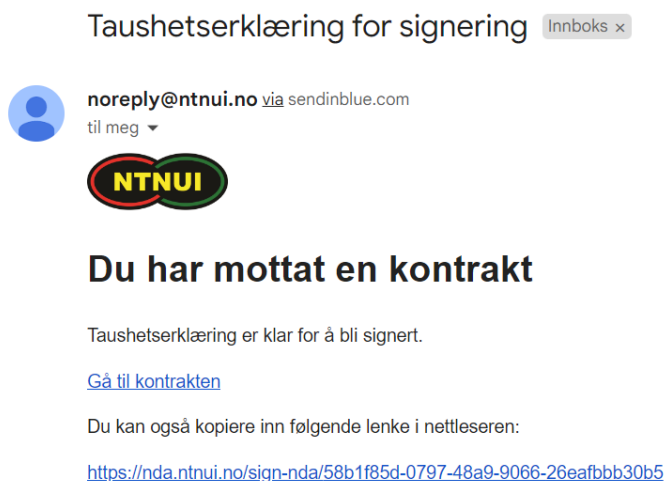 Taushetserklæring for signering Innboks ×
noreply@ntnui.no via sendinblue.com
til meg
NTNUI
Du har mottat en kontrakt
Taushetserklæring er klar for å bli signert.
Gå til kontrakten
Du kan også kopiere inn følgende lenke i nettleseren:
https://nda.ntnui.no/sign-nda/58b1f85d-0797-48a9-9066-26eafbbb30b5